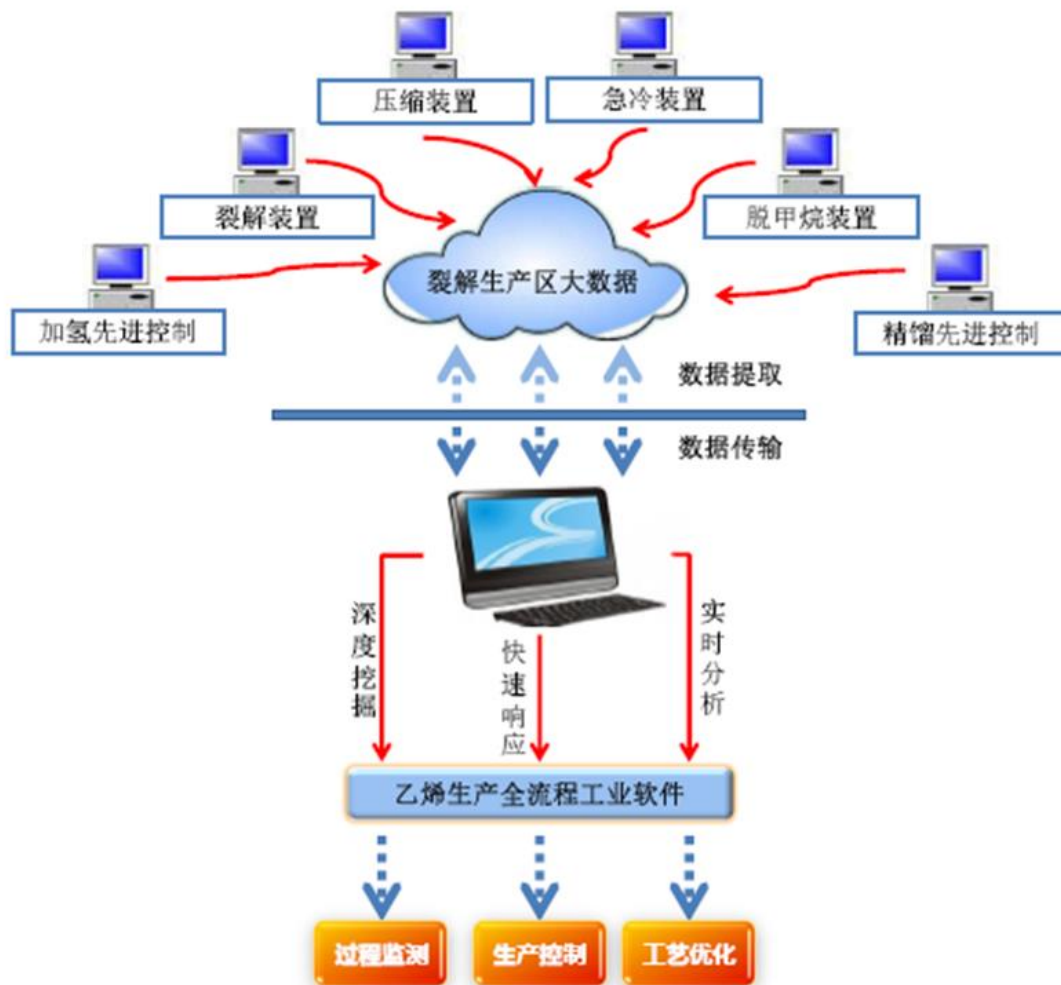 压缩装置
急冷装置
裂解装置
脱甲烷装置
加氢先进控制
裂解生产区大数据
精馏先进控制
数据提取
数据传输
深度挖掘
快速响应
实时分析
乙烯生产全流程工业软件
过程监测
生产控制
工艺优化